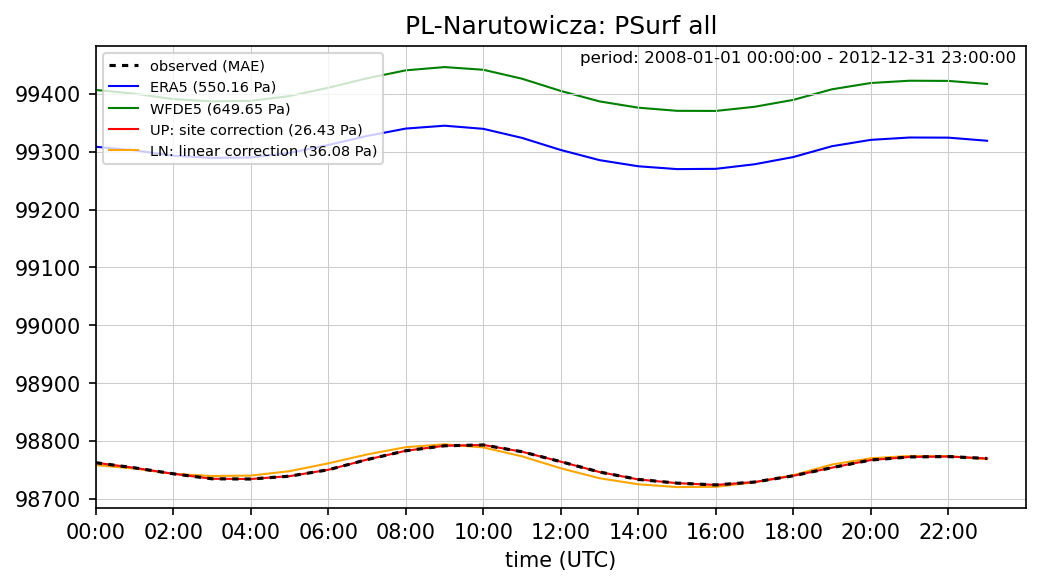 PL-Narutowicza: PSurf all
period: 2008-01-01 00:00:00 - 2012-12-31 23:00:00
observed (MAE)
ERA5 (550.16 Pa)
WFDE5 (649.65 Pa)
UP: site correction (26.43 Pa)
LN: linear correction (36.08 Pa)
99400
99300
99200
99100
99000
98900
98800
98700
00:00 02:00 04:00 06:00 08:00 10:00 12:00 14:00 16:00 18:00 20:00 22:00
time (UTC)